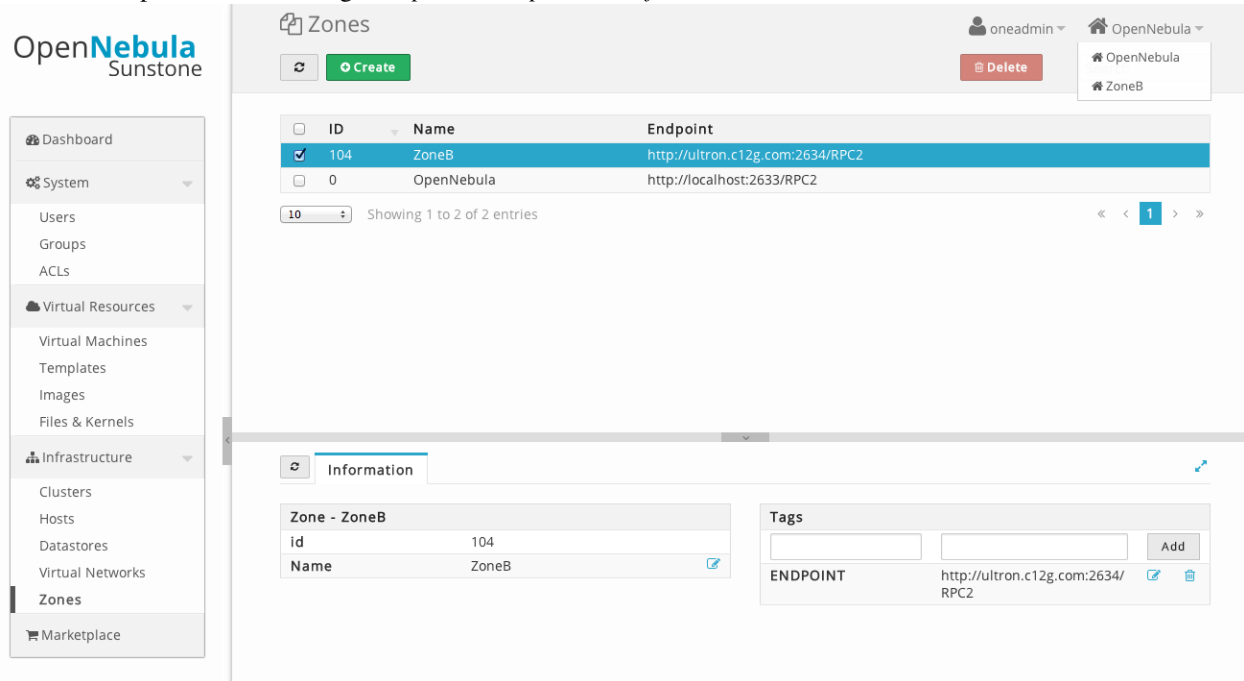 OpenNebula
Sunstone
Zones
oneadmin
OpenNebula
Create
Delete
OpenNebula
ZoneB
Dashboard
System
Users
Groups
ACLs
Virtual Resources
Virtual Machines
Templates
Images
Files & Kernels
Infrastructure
Clusters
Hosts
Datastores
Virtual Networks
Zones
Marketplace
ID Name Endpoint
104 ZoneB http://ultron.c12g.com:2634/RPC2
0 OpenNebula http://localhost:2633/RPC2
10 Showing 1 to 2 of 2 entries « < 1 > »
Information
Zone - ZoneB
id 104
Name ZoneB
Tags
Add
ENDPOINT http://ultron.c12g.com:2634/
RPC2